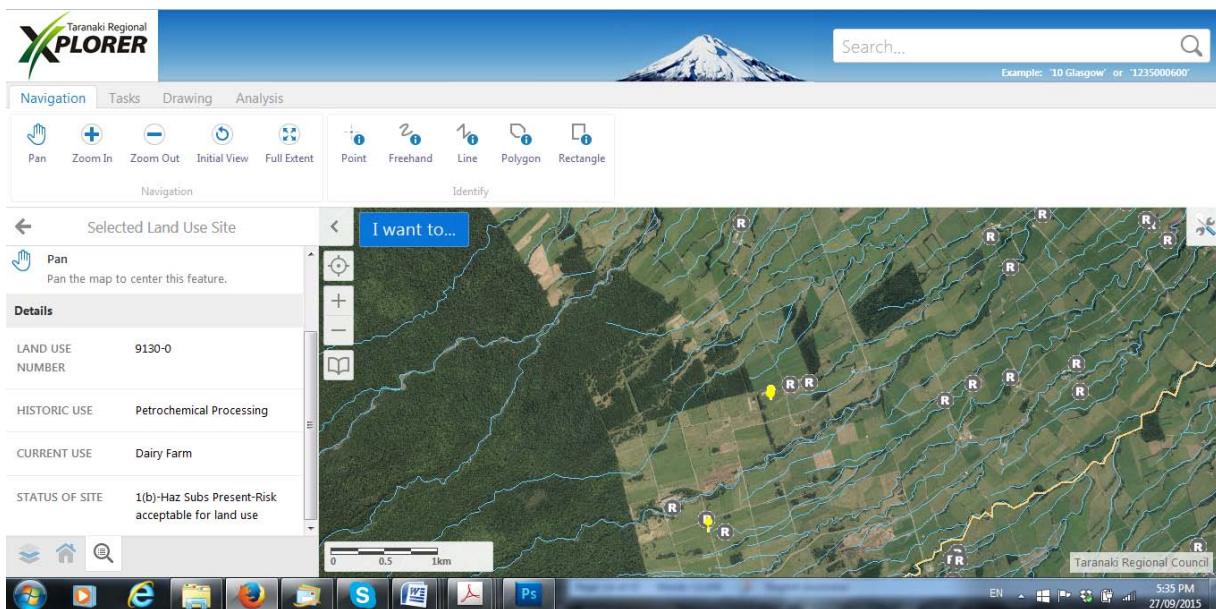 Taranaki Regional
XPLORER
Search...
Example: '10 Glasgow' or '1235000600'
Navigation Tasks Drawing Analysis
Pan Zoom In Zoom Out Initial View Full Extent Point Freehand Line Polygon Rectangle
Navigation Identify
Selected Land Use Site
I want to...
Pan
Pan the map to center this feature.
Details
LAND USE NUMBER 9130-0
HISTORIC USE Petrochemical Processing
CURRENT USE Dairy Farm
STATUS OF SITE 1(b)-Haz Subs Present-Risk
acceptable for land use
R
R
R
R
R
R R
R
R
R
R
R
R
R
R
R
R
0 0.5 1km
Taranaki Regional Council
S W Ps
EN
5:35 PM
27/09/2015